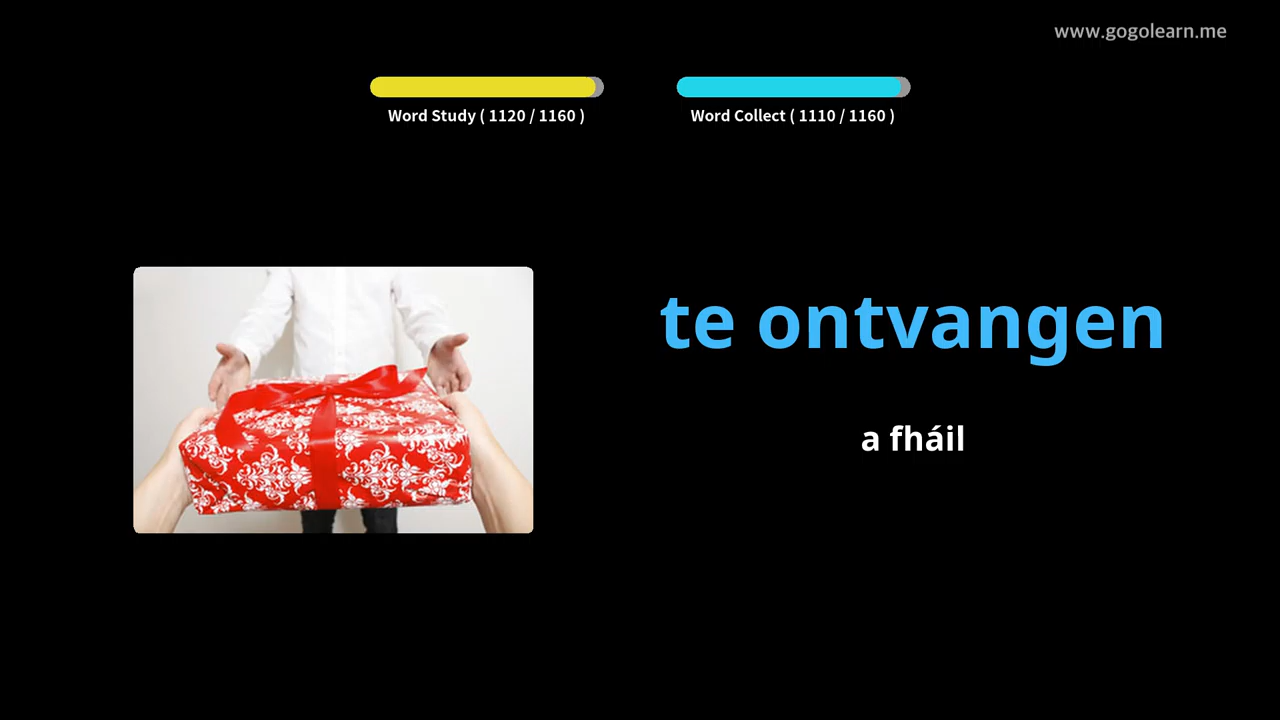 www.gogolearn.me
Word Study ( 1120 / 1160 )
Word Collect ( 1110 / 1160 )
te ontvangen
a fháil